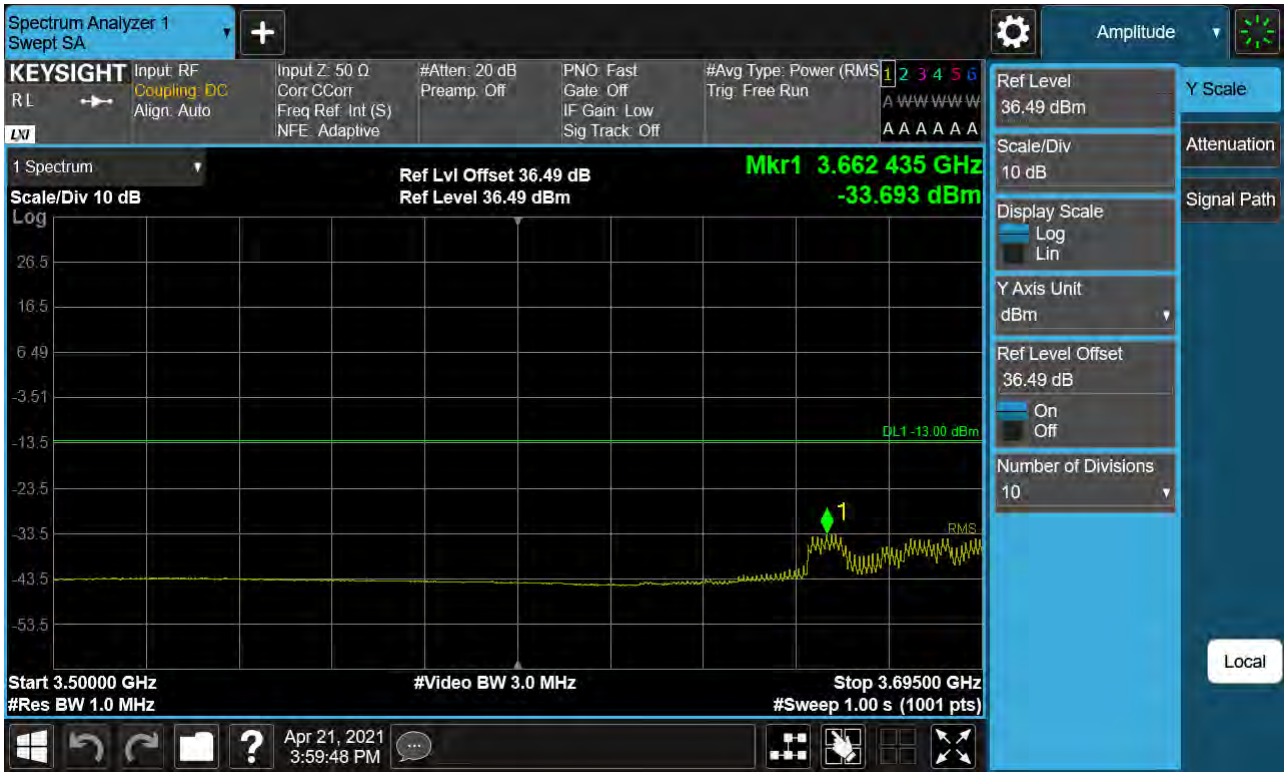 Spectrum Analyzer 1
Swept SA
+
Amplitude
KEYSIGHT
RL
LXI
Input: RF
Coupling: DC
Align: Auto
Input Z: 50 Ω
Corr CCorr
Freq Ref: Int (S)
NFE: Adaptive
#Atten: 20 dB
Preamp: Off
PNO: Fast
Gate: Off
IF Gain: Low
Sig Track: Off
#Avg Type: Power (RMS
Trig: Free Run
1 2 3 4 5 6
A W W W W W
A A A A A A
1 Spectrum
Scale/Div 10 dB
Log
Ref Lvl Offset 36.49 dB
Ref Level 36.49 dBm
Mkr1 3.662 435 GHz
-33.693 dBm
26.5
16.5
6.49
-3.51
-13.5
-23.5
-33.5
-43.5
-53.5
DL1 -13.00 dBm
1
RMS
Start 3.50000 GHz
#Res BW 1.0 MHz
#Video BW 3.0 MHz
Stop 3.69500 GHz
#Sweep 1.00 s (1001 pts)
Ref Level
36.49 dBm
Scale/Div
10 dB
Display Scale
Log
Lin
Y Axis Unit
dBm
Ref Level Offset
36.49 dB
On
Off
Number of Divisions
10
Y Scale
Attenuation
Signal Path
Local
?
Apr 21, 2021
3:59:48 PM